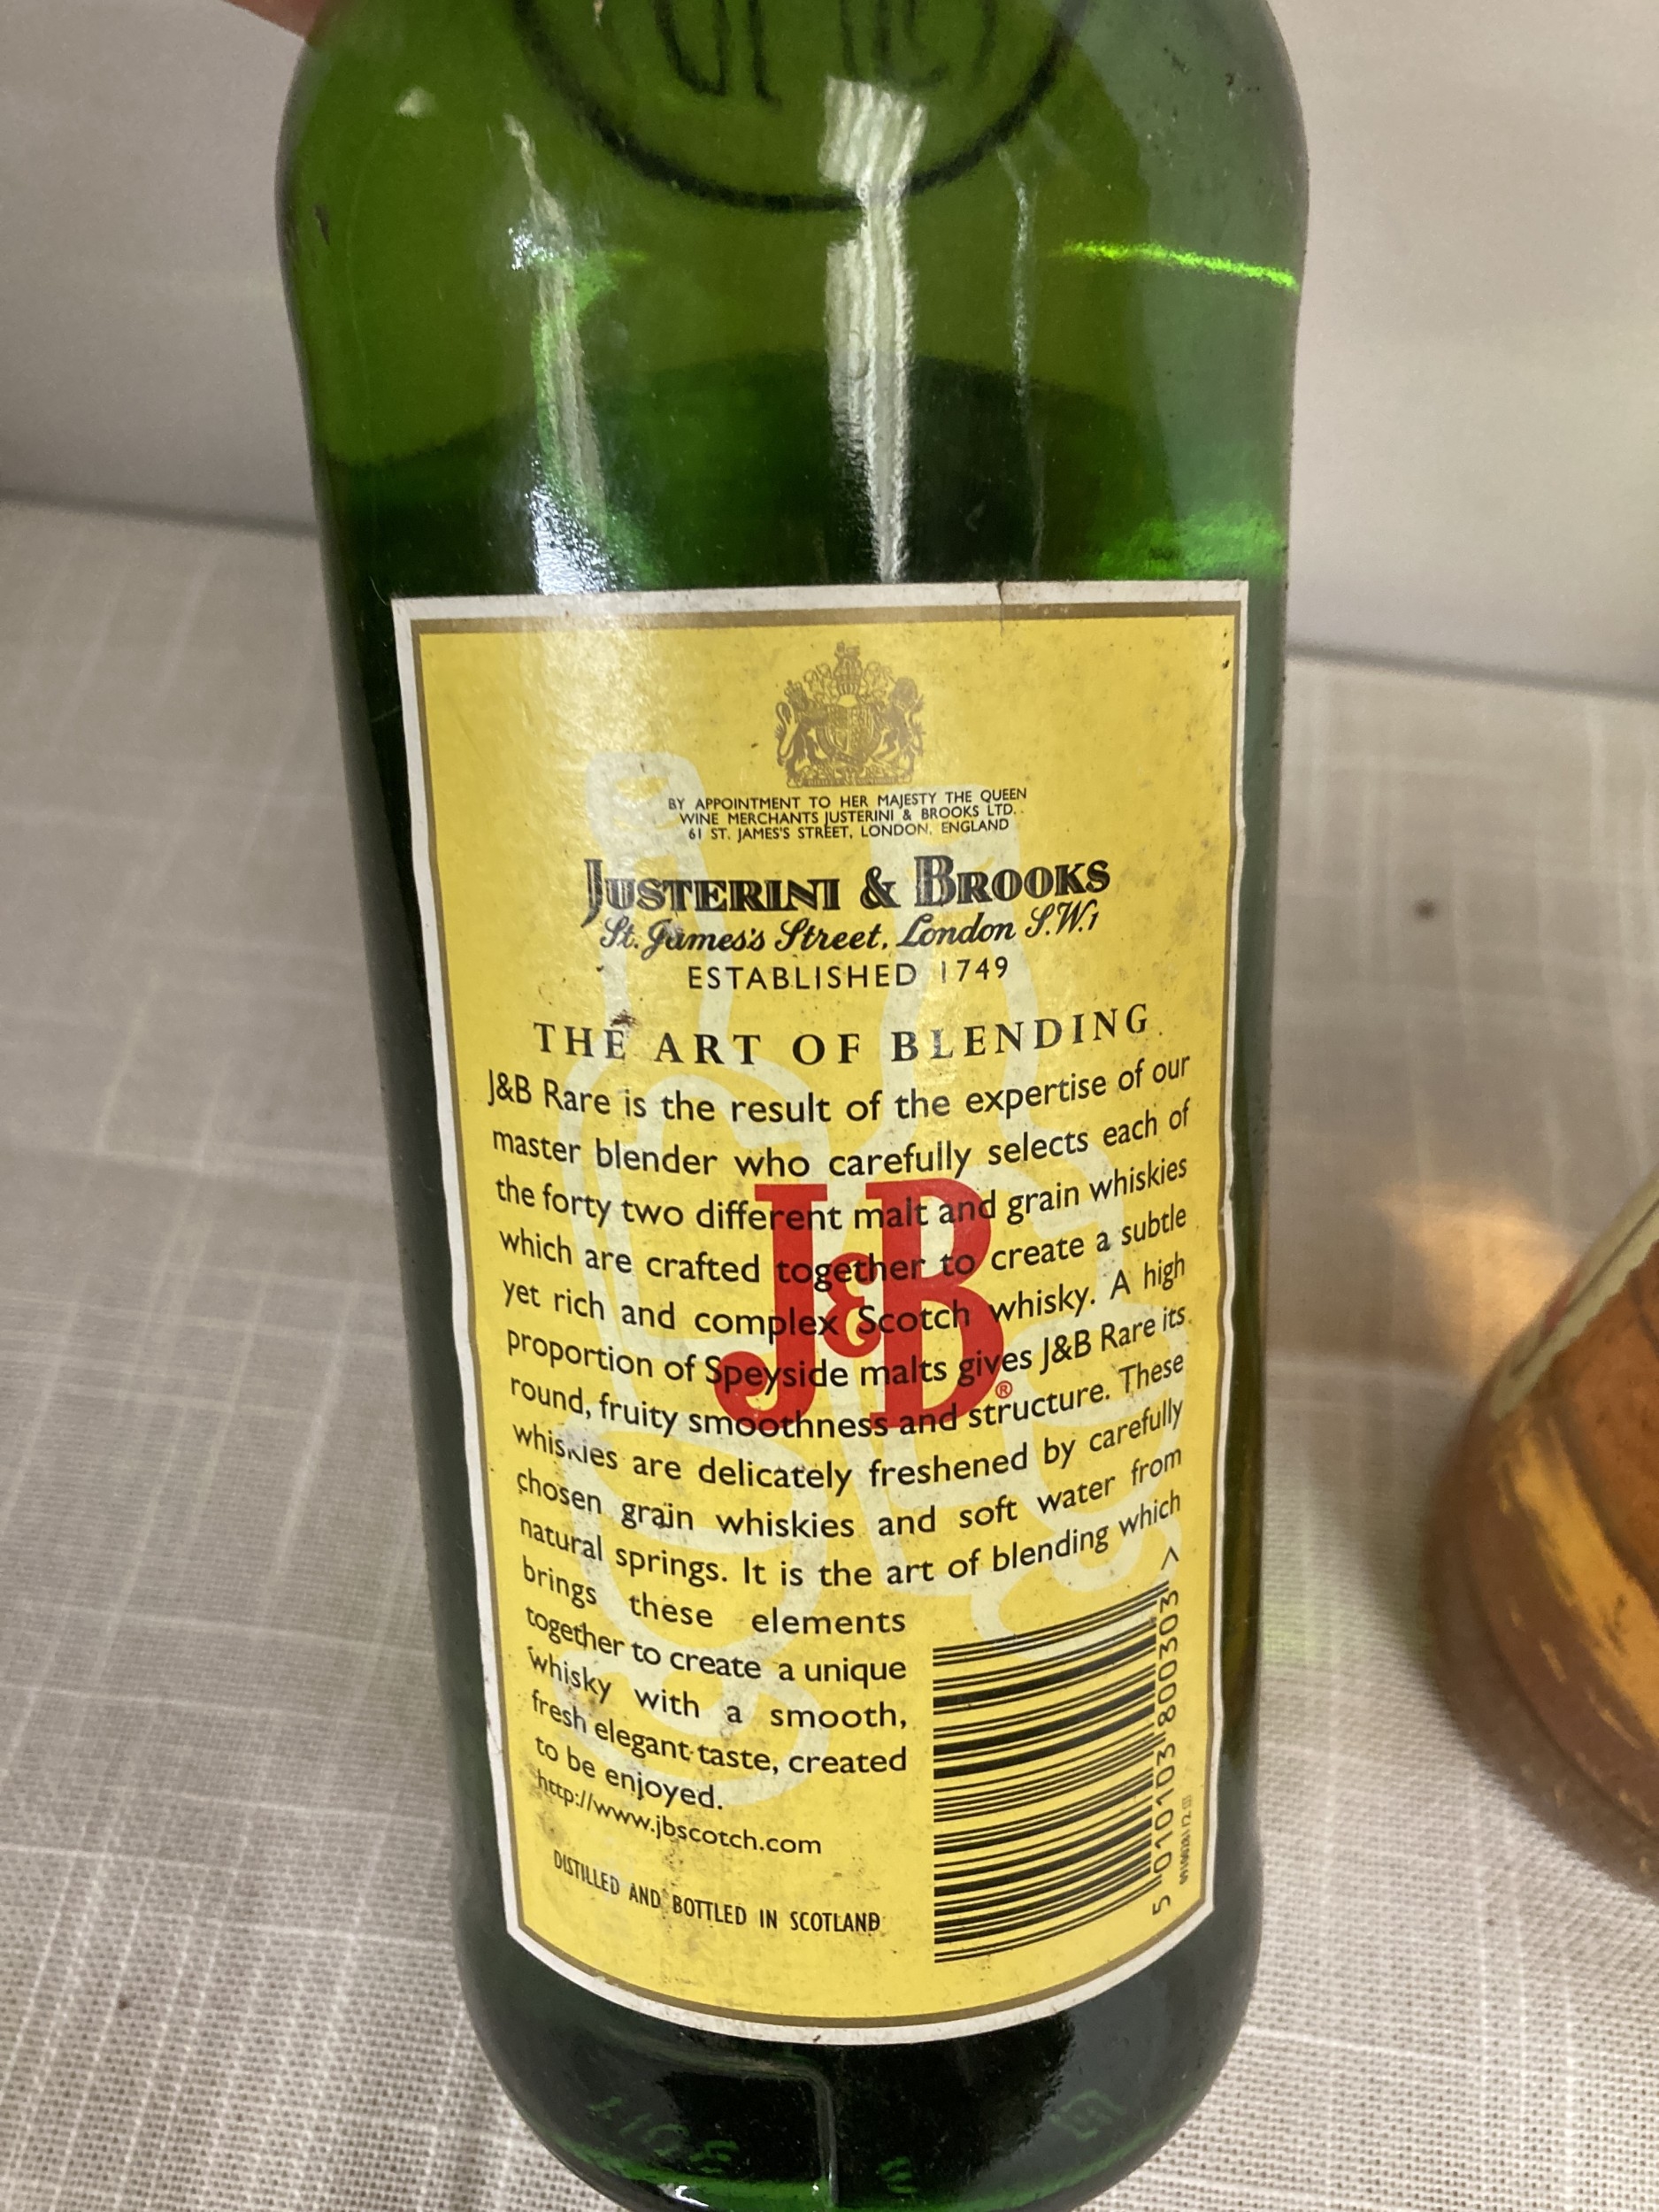 BY APPOINTMENT TO HER MAJESTY THE QUEEN
WINE MERCHANTS JUSTERINI & BROOKS LTD.
61 ST. JAMES'S STREET, LONDON, ENGLAND
JUSTERINI & BROOKS
St. James's Street, London S.W.1
ESTABLISHED 1749
THE ART OF BLENDING
J&B Rare is the result of the expertise of our
master blender who carefully selects each of
the forty two different malt and grain whiskies
which are crafted together to create a subtle
yet rich and complex Scotch whisky. A high
proportion of Speyside malts gives J&B Rare its
round, fruity smoothness and structure. These
whiskies are delicately freshened by carefully
chosen grain whiskies and soft water from
natural springs. It is the art of blending which
brings these elements
together to create a unique
whisky with a smooth,
fresh elegant taste, created
to be enjoyed.
http://www.jbscotch.com
DISTILLED AND BOTTLED IN SCOTLAND
J&B®
5 010103 800303 >